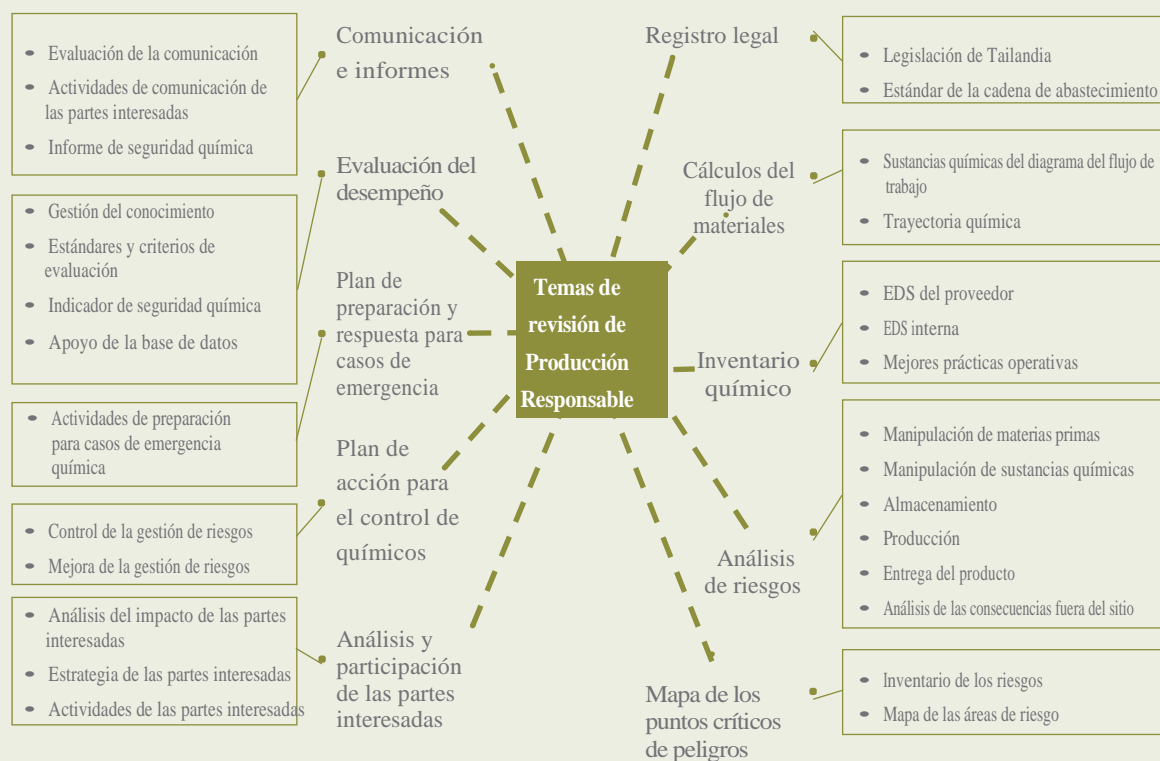 Comunicación
e informes
• Evaluación de la comunicación
• Actividades de comunicación de
las partes interesadas
• Informe de seguridad química
Evaluación del
desempeño
• Gestión del conocimiento
• Estándares y criterios de
evaluación
• Indicador de seguridad química
• Apoyo de la base de datos
Plan de
preparación y
respuesta para
casos de
emergencia
• Actividades de preparación
para casos de emergencia
química
Plan de
acción para
el control de
químicos
• Control de la gestión de riesgos
• Mejora de la gestión de riesgos
Análisis y
participación
de las partes
interesadas
• Análisis del impacto de las partes
interesadas
• Estrategia de las partes interesadas
• Actividades de las partes interesadas
Temas de
revisión de
Producción
Responsable
Registro legal
• Legislación de Tailandia
• Estándar de la cadena de abastecimiento
Cálculos del
flujo de
materiales
• Sustancias químicas del diagrama del flujo de
trabajo
• Trayectoria química
Inventario
químico
• EDS del proveedor
• EDS interna
• Mejores prácticas operativas
Análisis
de riesgos
• Manipulación de materias primas
• Manipulación de sustancias químicas
• Almacenamiento
• Producción
• Entrega del producto
• Análisis de las consecuencias fuera del sitio
Mapa de los
puntos críticos
de peligros
• Inventario de los riesgos
• Mapa de las áreas de riesgo